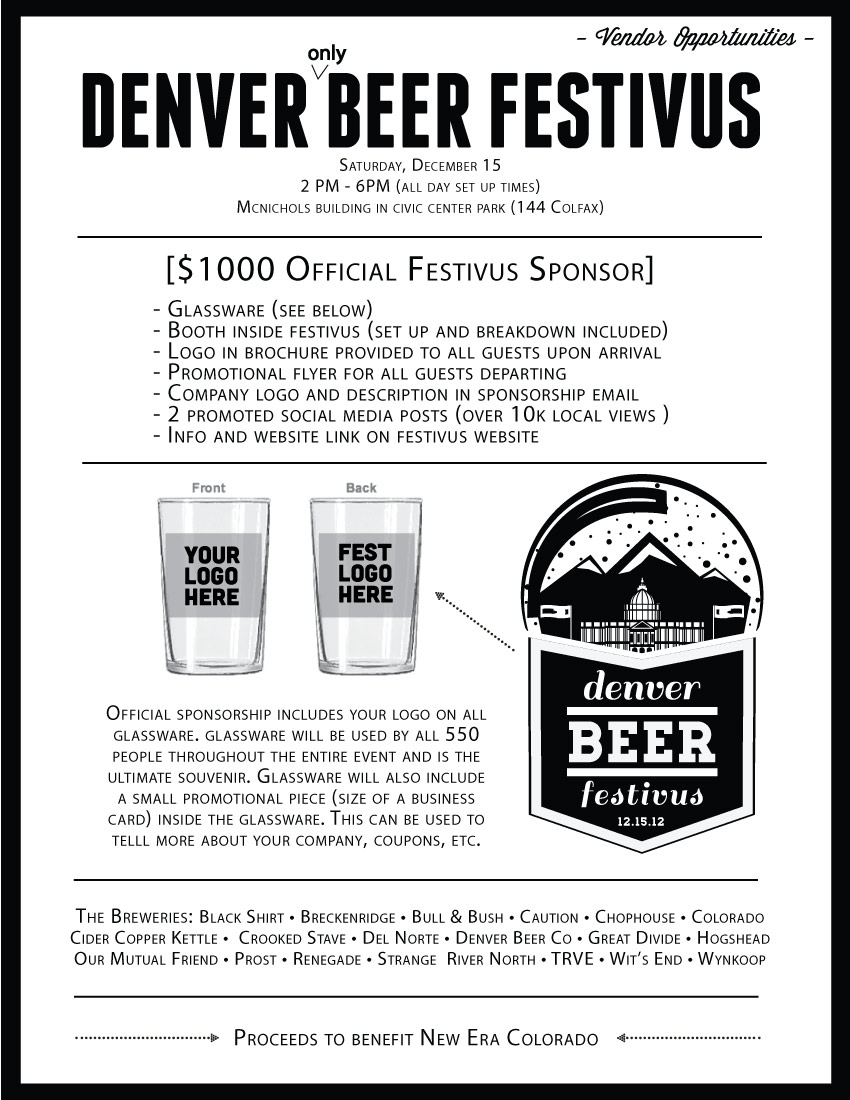 – Vendor Opportunities –
only
DENVER BEER FESTIVUS
Saturday, December 15
2 PM - 6PM (all day set up times)
Mcnichols building in civic center park (144 Colfax)
[$1000 Official Festivus Sponsor]
- Glassware (see below)
- Booth inside festivus (set up and breakdown included)
- Logo in brochure provided to all guests upon arrival
- Promotional flyer for all guests departing
- Company logo and description in sponsorship email
- 2 promoted social media posts (over 10k local views )
- Info and website link on festivus website
Front
Back
YOUR
LOGO
HERE
FEST
LOGO
HERE
denver
BEER
festivus
12.15.12
Official sponsorship includes your logo on all
glassware. glassware will be used by all 550
people throughout the entire event and is the
ultimate souvenir. Glassware will also include
a small promotional piece (size of a business
card) inside the glassware. This can be used to
telll more about your company, coupons, etc.
The Breweries: Black Shirt • Breckenridge • Bull & Bush • Caution • Chophouse • Colorado
Cider Copper Kettle • Crooked Stave • Del Norte • Denver Beer Co • Great Divide • Hogshead
Our Mutual Friend • Prost • Renegade • Strange River North • TRVE • Wit's End • Wynkoop
Proceeds to benefit New Era Colorado